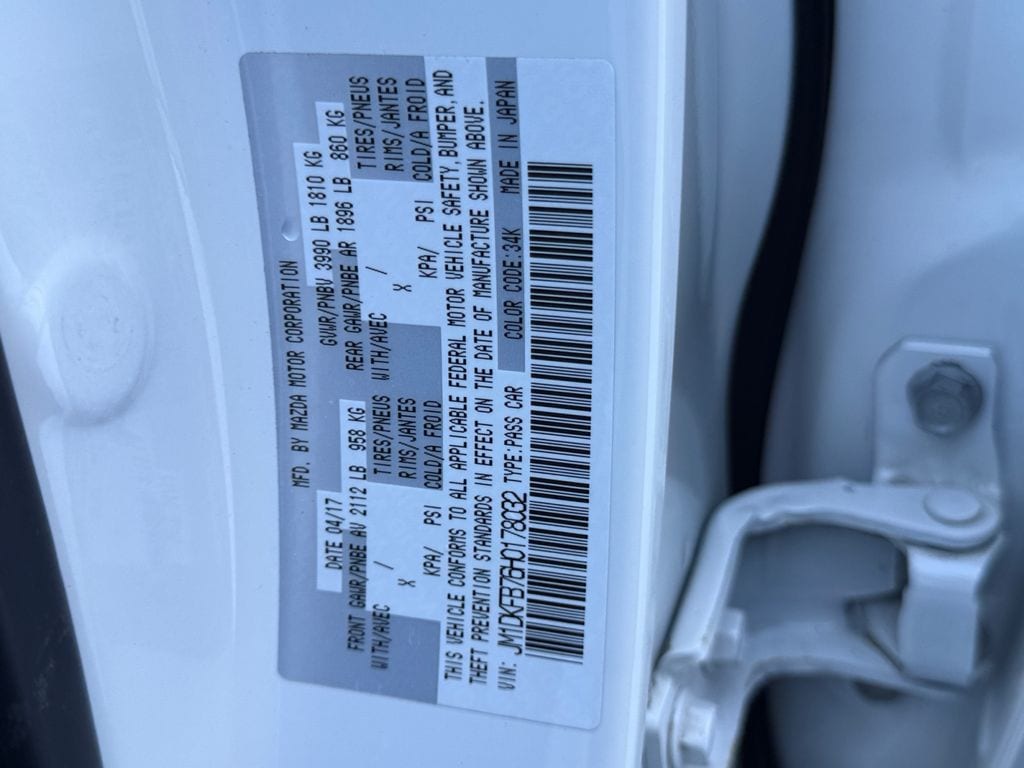 MFD. BY MAZDA MOTOR CORPORATION
DATE 04/17 GVWR/PNBV 3990 LB 1810 KG
FRONT GAWR/PNBE AV 2112 LB 958 KG REAR GAWR/PNBE AR 1896 LB 860 KG
WITH/AVEC / TIRES/PNEUS WITH/AVEC / TIRES/PNEUS
X RIMS/JANTES X RIMS/JANTES
KPA/ PSI COLD/A FROID KPA/ PSI COLD/A FROID
THIS VEHICLE CONFORMS TO ALL APPLICABLE FEDERAL MOTOR VEHICLE SAFETY, BUMPER, AND
THEFT PREVENTION STANDARDS IN EFFECT ON THE DATE OF MANUFACTURE SHOWN ABOVE.
VIN: JM1DKFB76H0178032 TYPE:PASS CAR COLOR CODE:34K MADE IN JAPAN